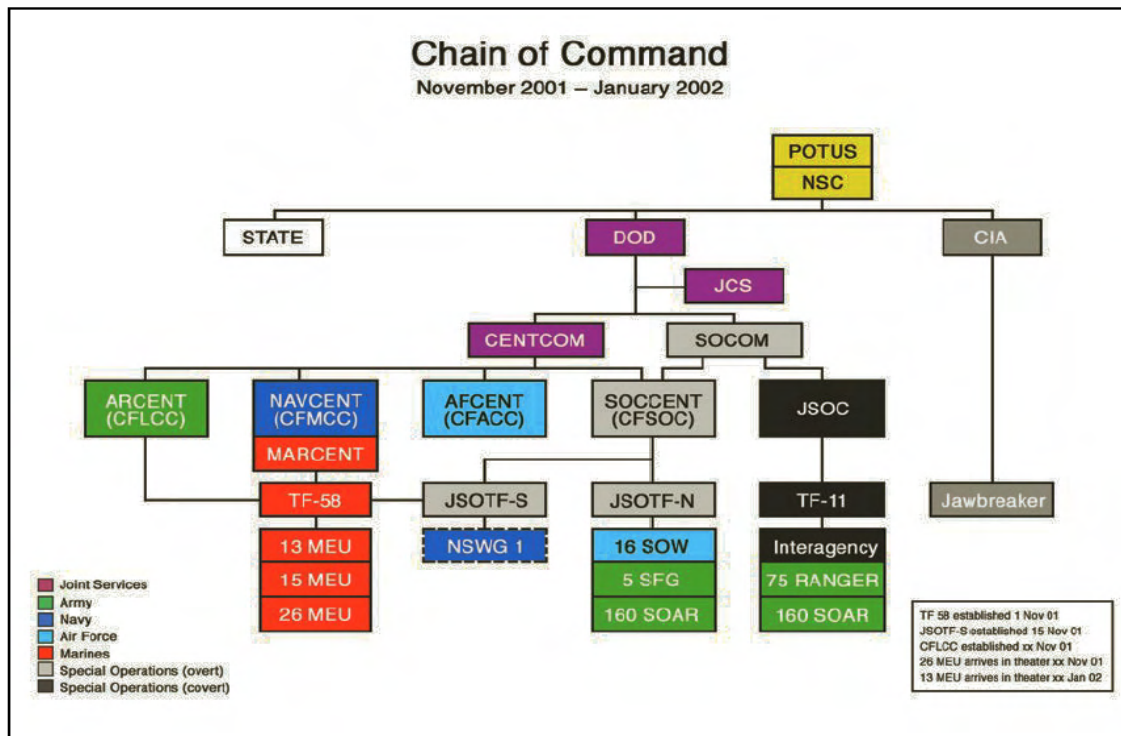 Chain of Command
November 2001 – January 2002
POTUS
NSC
STATE
DOD
CIA
JCS
CENTCOM
SOCOM
ARCENT
(CFLCC)
NAVCENT
(CFMCC)
MARCENT
AFCENT
(CFACC)
SOCCENT
(CFSOC)
JSOC
TF-58
JSOTF-S
JSOTF-N
TF-11
Jawbreaker
13 MEU
15 MEU
26 MEU
NSWG 1
16 SOW
5 SFG
160 SOAR
Interagency
75 RANGER
160 SOAR
Joint Services
Army
Navy
Air Force
Marines
Special Operations (overt)
Special Operations (covert)
TF 58 established 1 Nov 01
JSOTF-S established 15 Nov 01
CFLCC established xx Nov 01
26 MEU arrives in theater xx Nov 01
13 MEU arrives in theater xx Jan 02